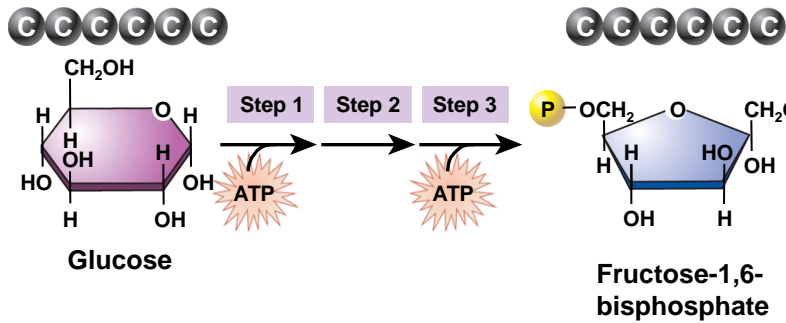 C C C C C C
C C C C C C
CH₂OH
H
O
H
H
OH
H
HO
OH
H
OH
Glucose
Step 1
Step 2
Step 3
ATP
ATP
P
OCH₂
O
CH₂O
H
H
HO
OH
OH
H
Fructose-1,6-
bisphosphate